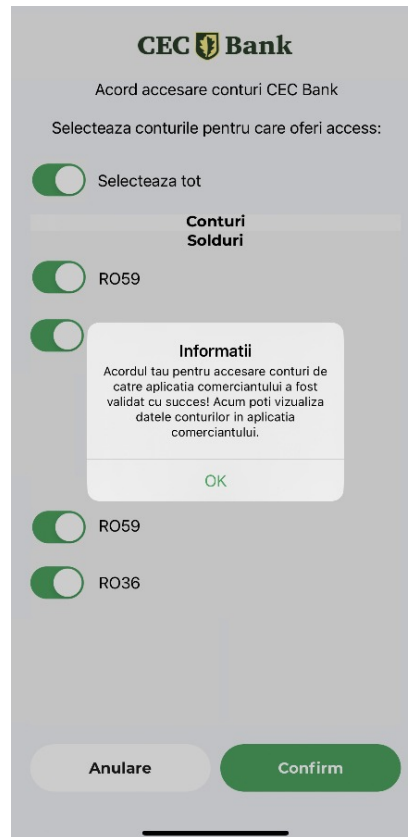 CEC Bank
Acord accesare conturi CEC Bank
Selecteaza conturile pentru care oferi access:
Selecteaza tot
Conturi
Solduri
RO59
Informatii
Acordul tau pentru accesare conturi de
catre aplicatia comerciantului a fost
validat cu succes! Acum poti vizualiza
datele conturilor in aplicatia
comerciantului.
OK
RO59
RO36
Anulare
Confirm